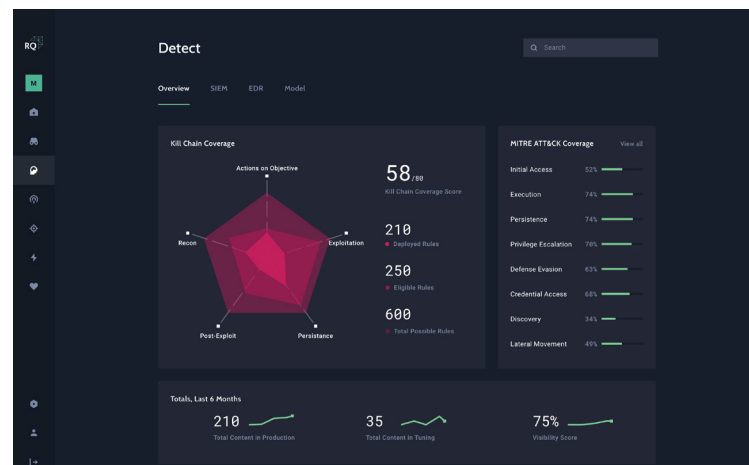 RQ
Detect
Search
M
Overview SIEM EDR Model
Kill Chain Coverage
Actions on Objective
Recon
Exploitation
Post-Exploit
Persistance
58/80
Kill Chain Coverage Score
210
Deployed Rules
250
Eligible Rules
600
Total Possible Rules
MITRE ATT&CK Coverage View all
Initial Access 52%
Execution 74%
Persistence 74%
Privilege Escalation 70%
Defense Evasion 63%
Credential Access 68%
Discovery 34%
Lateral Movement 49%
Totals, Last 6 Months
210
Total Content in Production
35
Total Content in Tuning
75%
Visibility Score